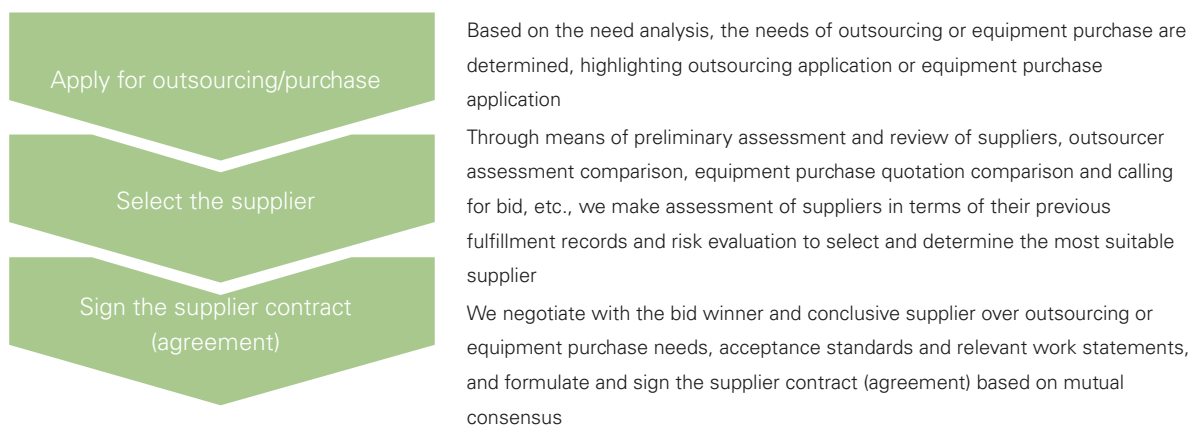 Apply for outsourcing/purchase
Based on the need analysis, the needs of outsourcing or equipment purchase are
determined, highlighting outsourcing application or equipment purchase
application
Select the supplier
Through means of preliminary assessment and review of suppliers, outsourcer
assessment comparison, equipment purchase quotation comparison and calling
for bid, etc., we make assessment of suppliers in terms of their previous
fulfillment records and risk evaluation to select and determine the most suitable
supplier
Sign the supplier contract
(agreement)
We negotiate with the bid winner and conclusive supplier over outsourcing or
equipment purchase needs, acceptance standards and relevant work statements,
and formulate and sign the supplier contract (agreement) based on mutual
consensus